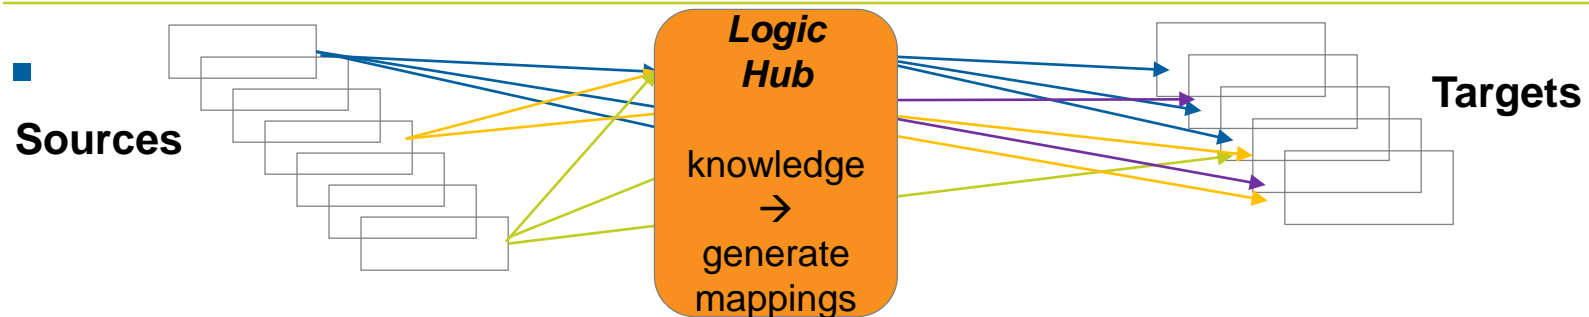 Sources
Logic
Hub
knowledge
→
generate
mappings
Targets